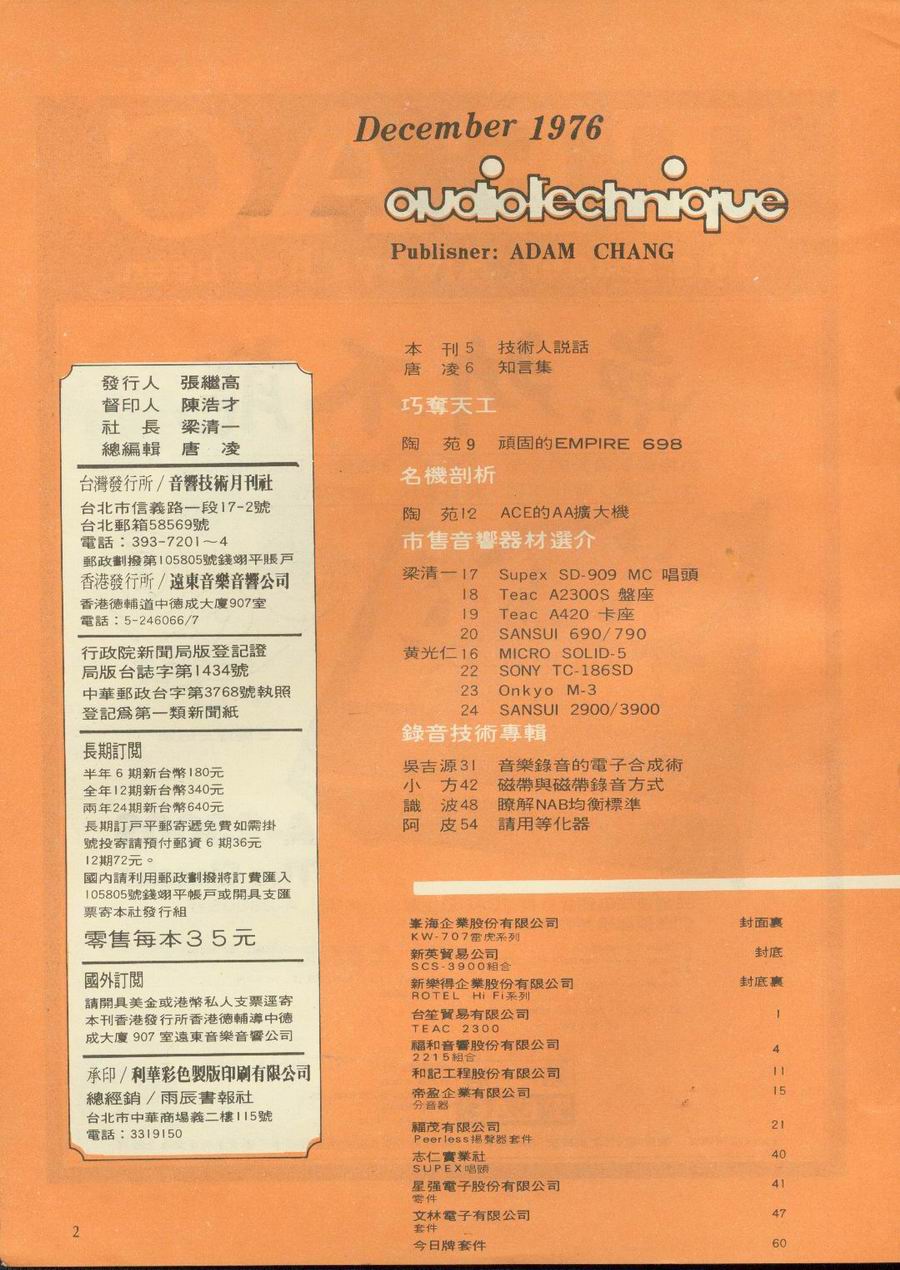 December 1976
audiotechnique
Publisner: ADAM CHANG
發行人 張繼高
督印人 陳浩才
社 長 梁清一
總編輯 唐 凌
台灣發行所/音響技術月刊社
台北市信義路一段17-2號
台北郵箱58569號
電話：393-7201～4
郵政劃撥第105805號錢翊平賬戶
香港發行所/遠東音樂音響公司
香港德輔道中德成大廈907室
電話：5-246066/7
行政院新聞局版登記證
局版台誌字第1434號
中華郵政台字第3768號執照
登記爲第一類新聞紙
長期訂閱
半年6期新台幣180元
全年12期新台幣340元
兩年24期新台幣640元
長期訂戸平郵寄遞免費如需掛
號投寄請預付郵資6期36元
12期72元。
國内請利用郵政劃撥將訂費匯入
105805號錢翊平帳戸或開具支匯
票寄本社發行組
零售每本35元
國外訂閱
請開具美金或港幣私人支票逕寄
本刊香港發行所香港德輔導中德
成大廈907室遠東音樂音響公司
承印/利華彩色製版印刷有限公司
總經銷/雨辰書報社
台北市中華商場義二樓115號
電話：3319150
本 刊 5 技術人説話
唐 凌 6 知言集
巧奪天工
陶 苑 9 頑固的EMPIRE 698
名機剖析
陶 苑 12 ACE的AA擴大機
市售音響器材選介
梁清一 17 Supex SD-909 MC 唱頭
18 Teac A2300S 盤座
19 Teac A420 卡座
20 SANSUI 690/790
黄光仁 16 MICRO SOLID-5
22 SONY TC-186SD
23 Onkyo M-3
24 SANSUI 2900/3900
錄音技術專輯
吳吉源 31 音樂錄音的電子合成術
小 方 42 磁帶與磁帶錄音方式
識 波 48 瞭解NAB均衡標準
阿 皮 54 請用等化器
峯海企業股份有限公司 封面裏
KW-707雷虎系列
新英貿易公司 封底
SCS-3900組合
新樂得企業股份有限公司 封底裏
ROTEL Hi Fi系列
台笙貿易有限公司 1
TEAC 2300
福和音響股份有限公司 4
2215組合
和記工程股份有限公司 11
帝盈企業有限公司 15
分音器
福茂有限公司 21
Peerless揚聲器套件
志仁實業社 40
SUPEX唱頭
星强電子股份有限公司 41
零件
文林電子有限公司 47
套件
今日牌套件 60
2